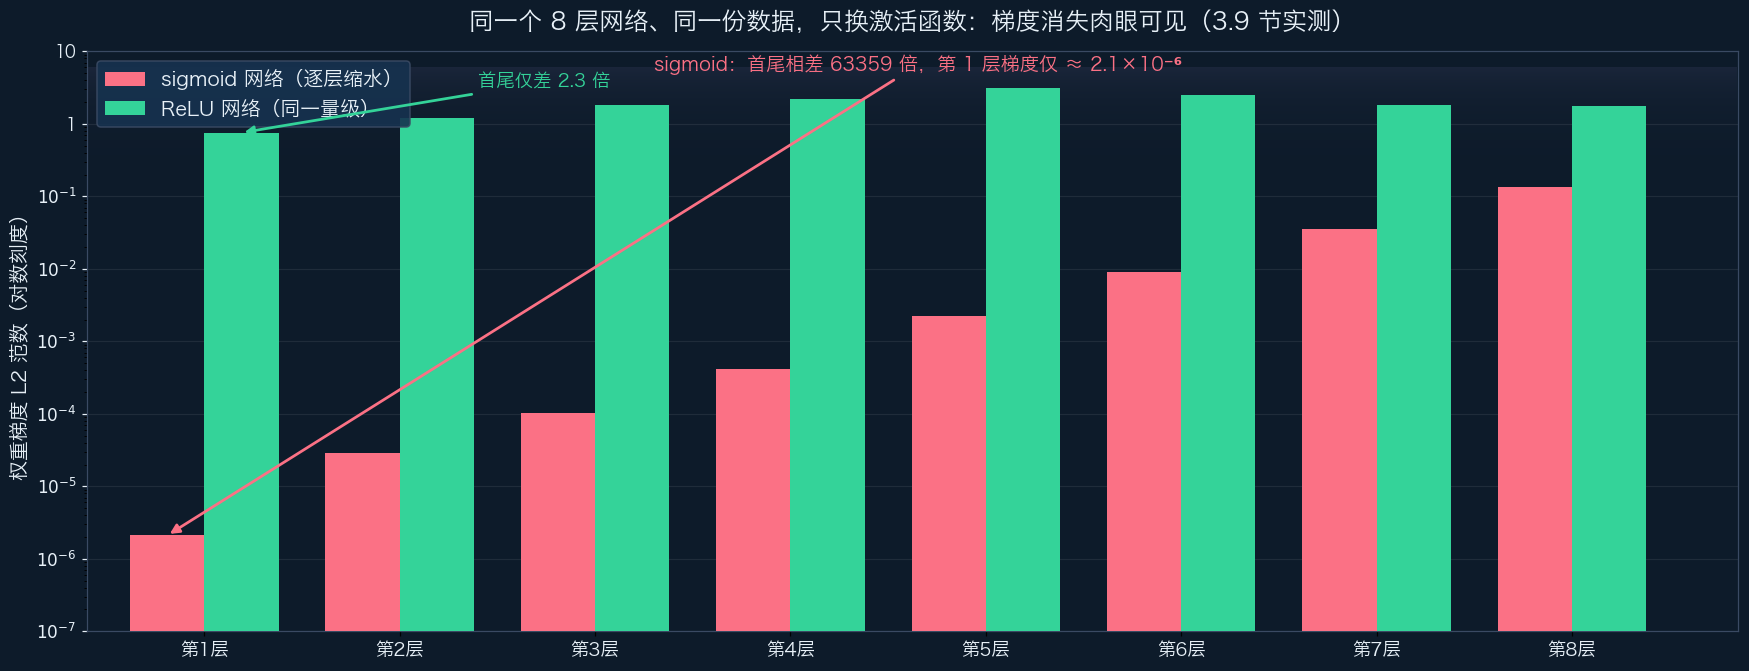 同一个 8 层网络、同一份数据，只换激活函数：梯度消失肉眼可见（3.9 节实测）
sigmoid 网络（逐层缩水）
ReLU 网络（同一量级）
首尾仅差 2.3 倍
sigmoid：首尾相差 63359 倍，第 1 层梯度仅 ≈ 2.1×10⁻⁶
权重梯度 L2 范数（对数刻度）
10
1
10⁻¹
10⁻²
10⁻³
10⁻⁴
10⁻⁵
10⁻⁶
10⁻⁷
第1层
第2层
第3层
第4层
第5层
第6层
第7层
第8层